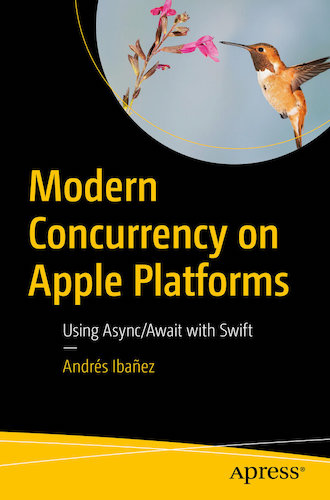 Modern
Concurrency on
Apple Platforms
Using Async/Await with Swift
—
Andrés Ibañez
Apress®